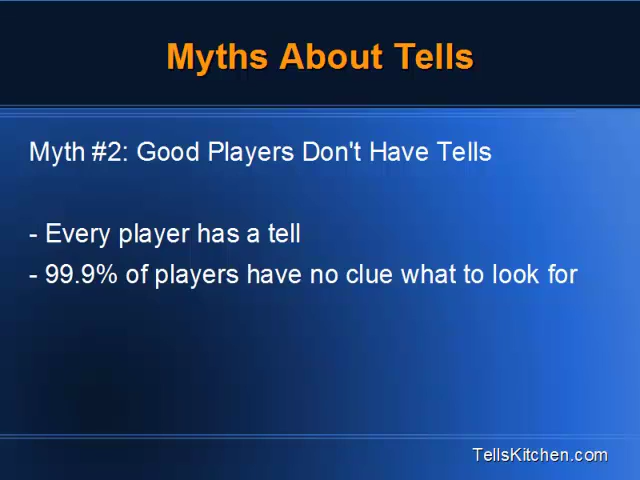 Myths About Tells
Myth #2: Good Players Don't Have Tells
- Every player has a tell
- 99.9% of players have no clue what to look for
TellsKitchen.com